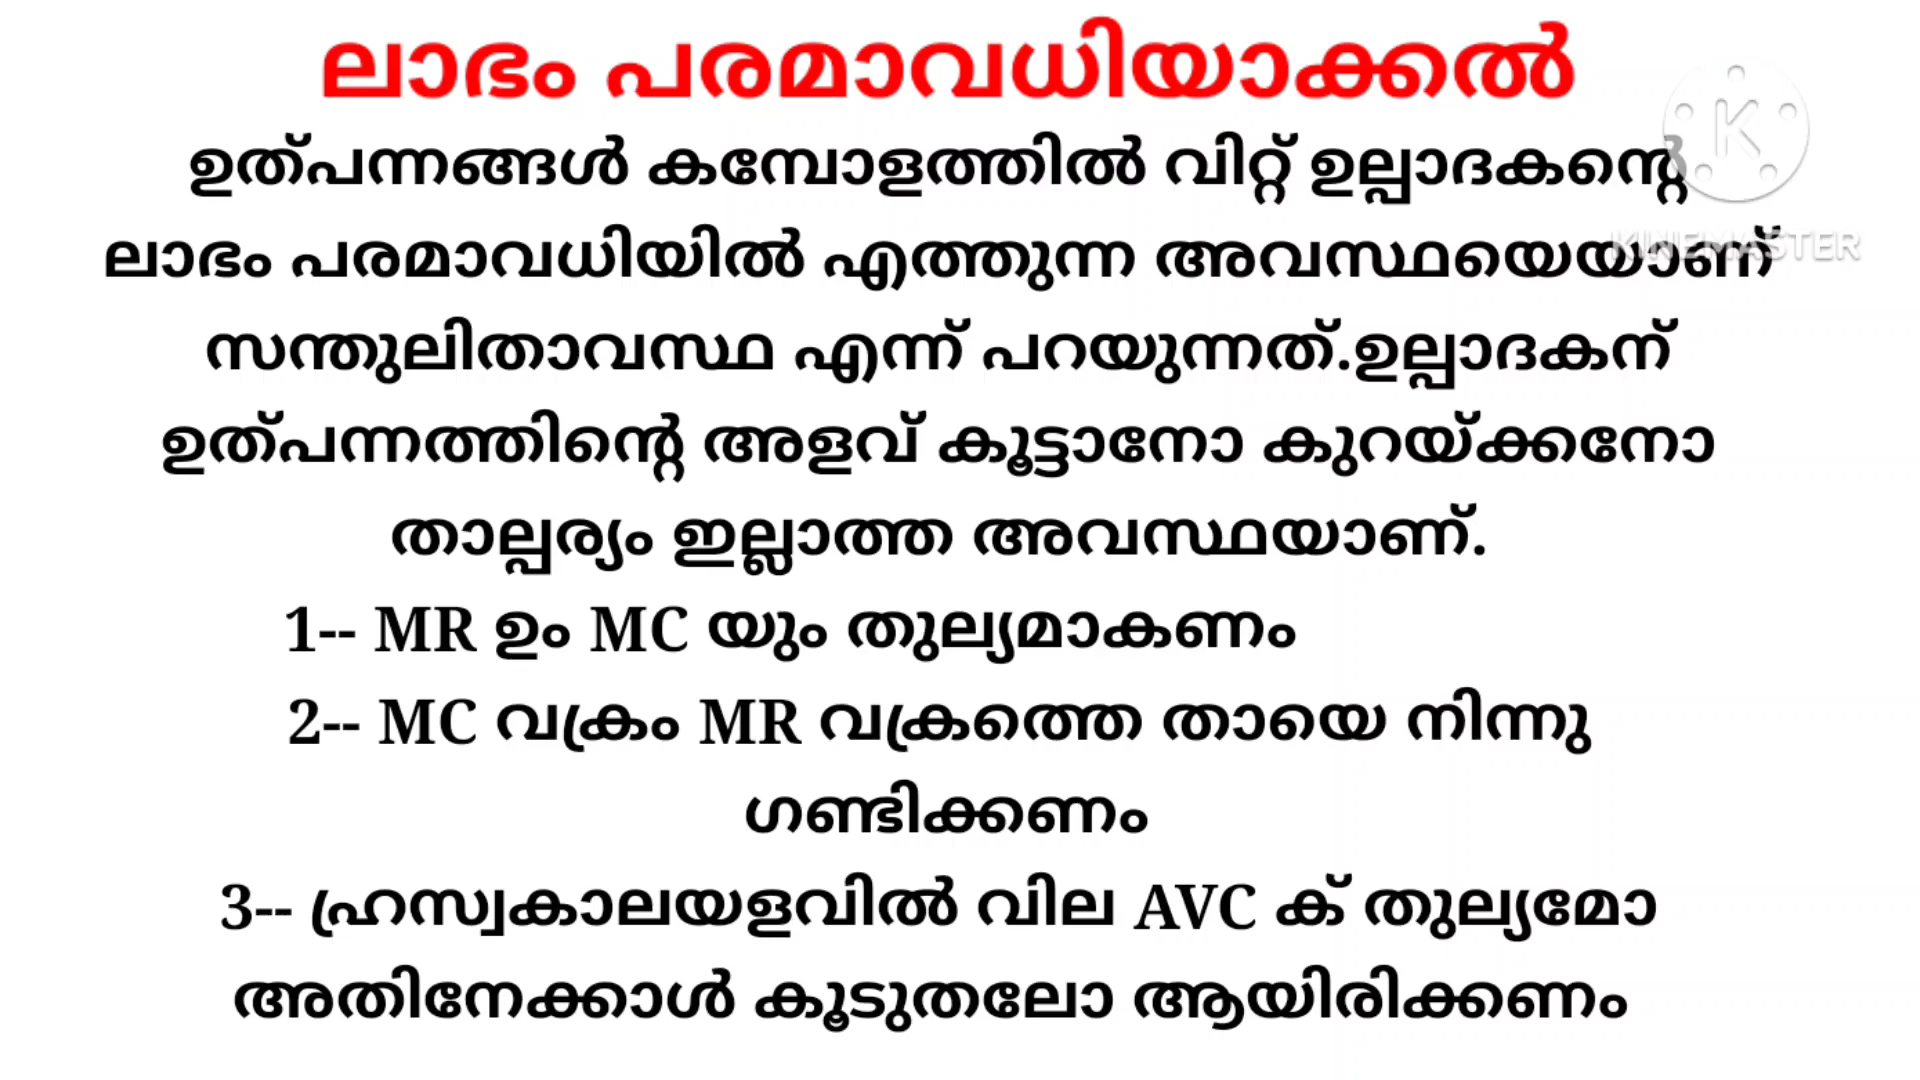 ലാഭം പരമാവധിയാക്കൽ
ഉത്പന്നങ്ങൾ കമ്പോളത്തിൽ വിറ്റ് ഉല്പാദകന്റെ
ലാഭം പരമാവധിയിൽ എത്തുന്ന അവസ്ഥയെയാണ്
സന്തുലിതാവസ്ഥ എന്ന് പറയുന്നത്.ഉല്പാദകന്
ഉത്പന്നത്തിന്റെ അളവ് കൂട്ടാനോ കുറയ്ക്കനോ
താല്പര്യം ഇല്ലാത്ത അവസ്ഥയാണ്.
1-- MR ഉം MC യും തുല്യമാകണം
2-- MC വക്രം MR വക്രത്തെ തായെ നിന്നു
ഗണ്ടിക്കണം
3-- ഹ്രസ്വകാലയളവിൽ വില AVC ക് തുല്യമോ
അതിനേക്കാൾ കൂടുതലോ ആയിരിക്കണം
K
KINEMASTER